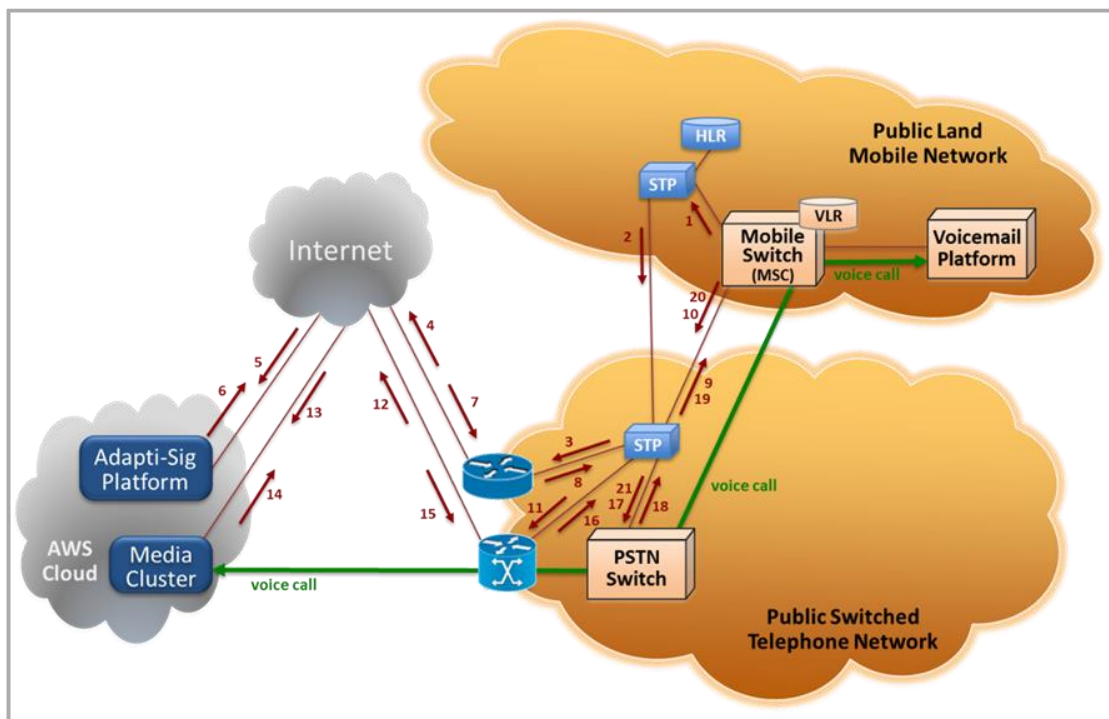 HLR
Public Land
Mobile Network
STP
VLR
1
2
Mobile
Switch
(MSC)
Voicemail
Platform
voice call
Internet
20
10
4
5
6
9
19
13
12
7
Adapti-Sig
Platform
3
STP
8
voice call
14
11
21
17
18
15
16
AWS
Cloud
Media
Cluster
PSTN
Switch
voice call
Public Switched
Telephone Network